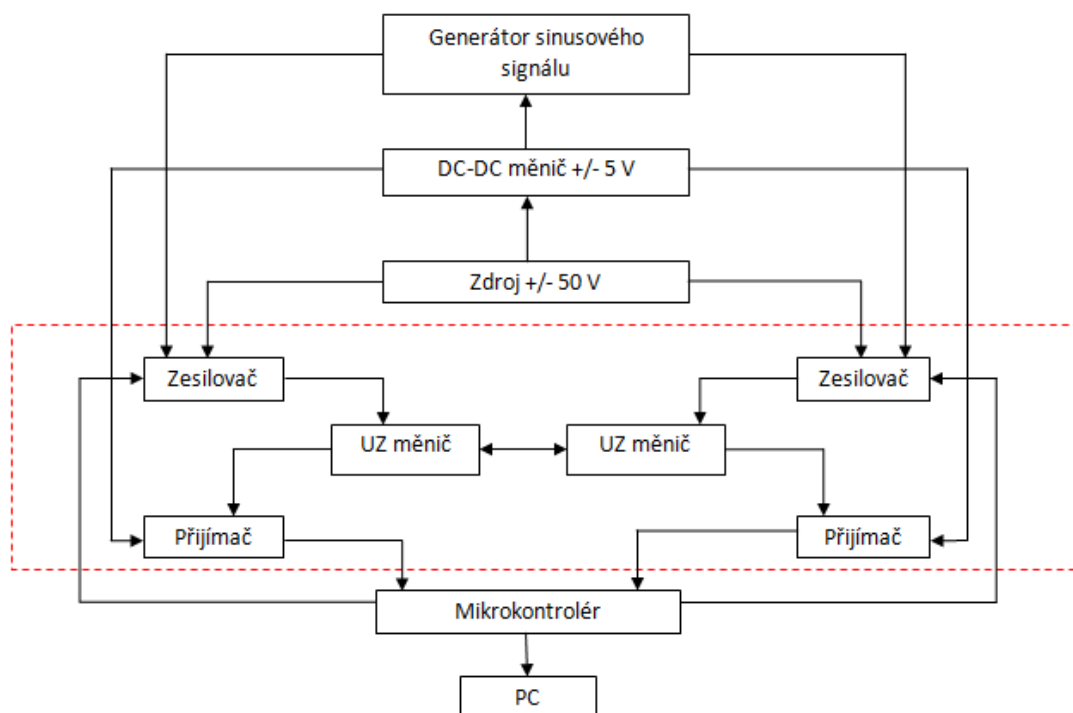 Generátor sinusového
signálu
DC-DC měnič +/- 5 V
Zdroj +/- 50 V
Zesilovač
Zesilovač
UZ měnič
UZ měnič
Přijímač
Přijímač
Mikrokontrolér
PC